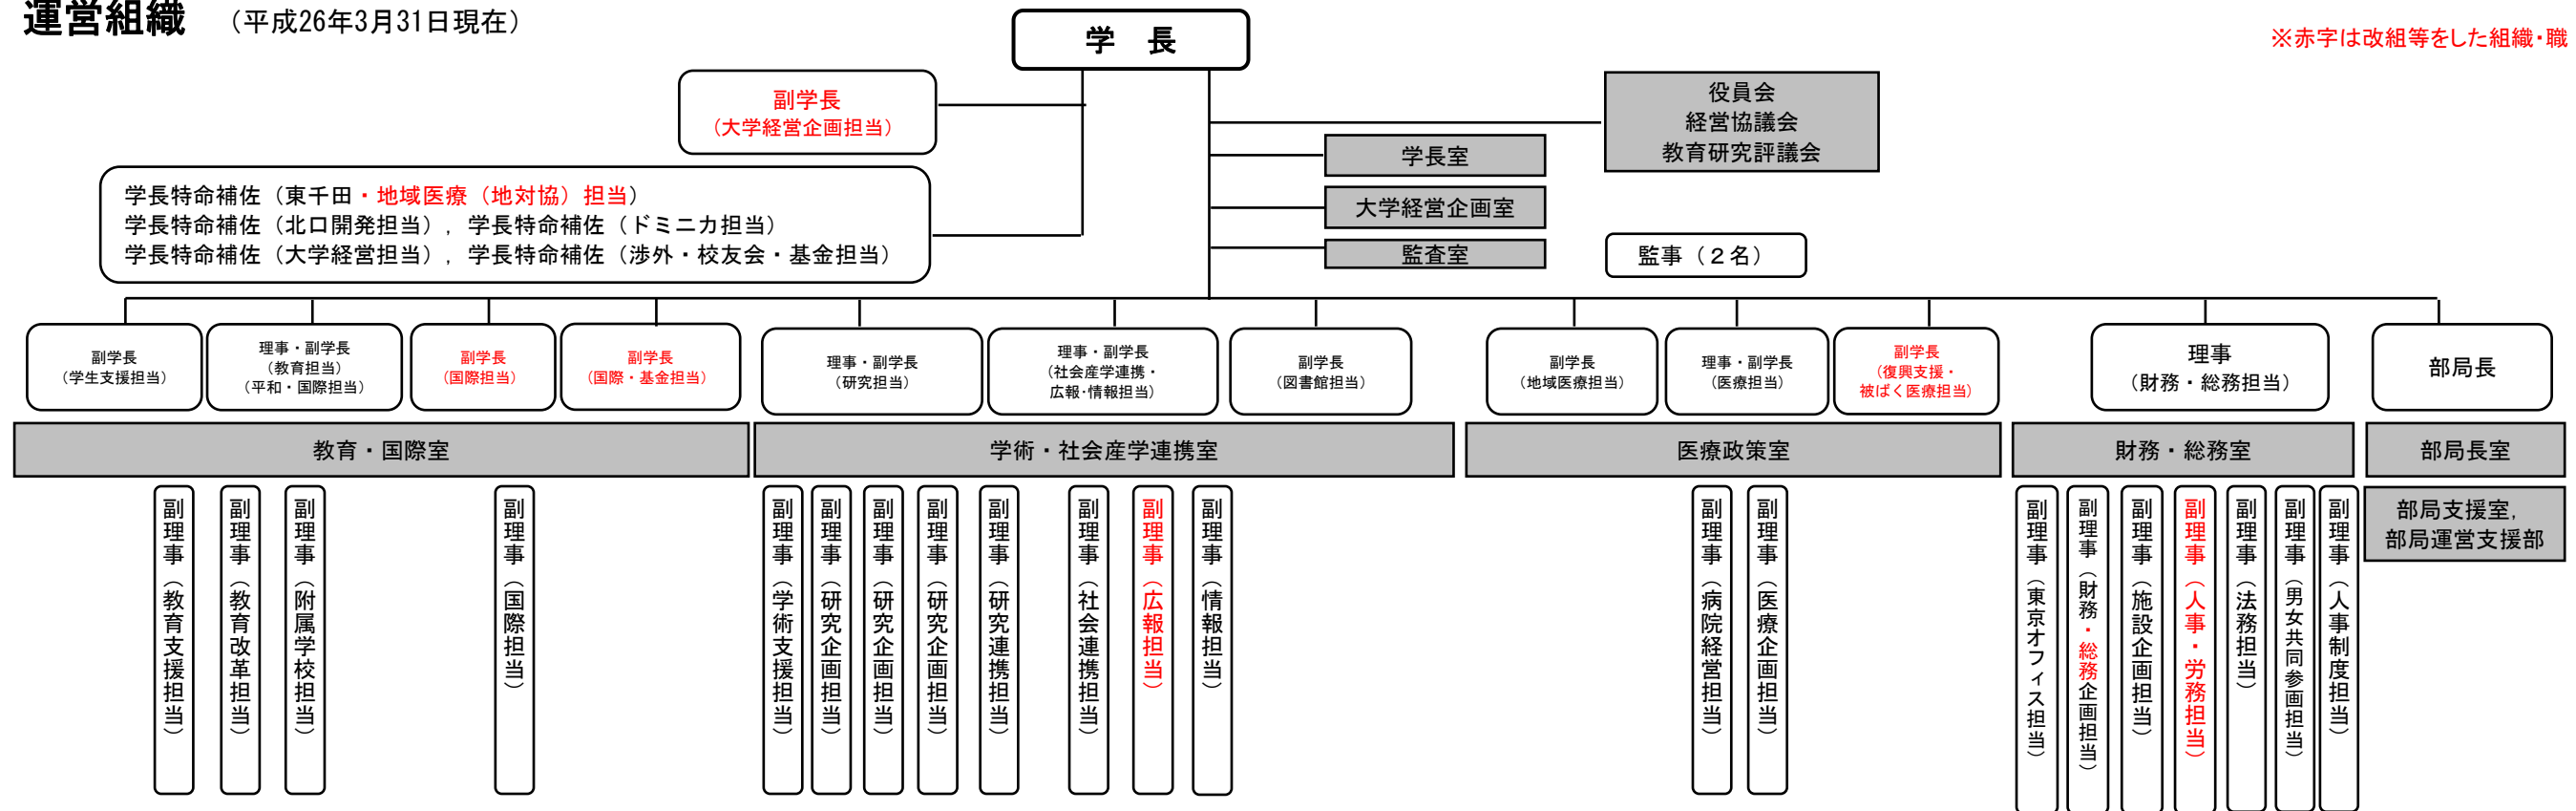 運営組織　（平成26年3月31日現在）
※赤字は改組等をした組織・職
学　長
副学長
（大学経営企画担当）
役員会
経営協議会
教育研究評議会
学長室
大学経営企画室
監査室
監事（２名）
学長特命補佐（東千田・地域医療（地対協）担当）
学長特命補佐（北口開発担当），学長特命補佐（ドミニカ担当）
学長特命補佐（大学経営担当），学長特命補佐（渉外・校友会・基金担当）
副学長
（学生支援担当）
理事・副学長
（教育担当）
（平和・国際担当）
副学長
（国際担当）
副学長
（国際・基金担当）
理事・副学長
（研究担当）
理事・副学長
（社会産学連携・
広報・情報担当）
副学長
（図書館担当）
副学長
（地域医療担当）
理事・副学長
（医療担当）
副学長
（復興支援・
被ばく医療担当）
理事
（財務・総務担当）
部局長
教育・国際室
学術・社会産学連携室
医療政策室
財務・総務室
部局長室
副理事（教育支援担当）
副理事（教育改革担当）
副理事（附属学校担当）
副理事（国際担当）
副理事（学術支援担当）
副理事（研究企画担当）
副理事（研究企画担当）
副理事（研究企画担当）
副理事（研究連携担当）
副理事（社会連携担当）
副理事（広報担当）
副理事（情報担当）
副理事（病院経営担当）
副理事（医療企画担当）
副理事（東京オフィス担当）
副理事（財務・総務企画担当）
副理事（施設企画担当）
副理事（人事・労務担当）
副理事（法務担当）
副理事（男女共同参画担当）
副理事（人事制度担当）
部局支援室，
部局運営支援部